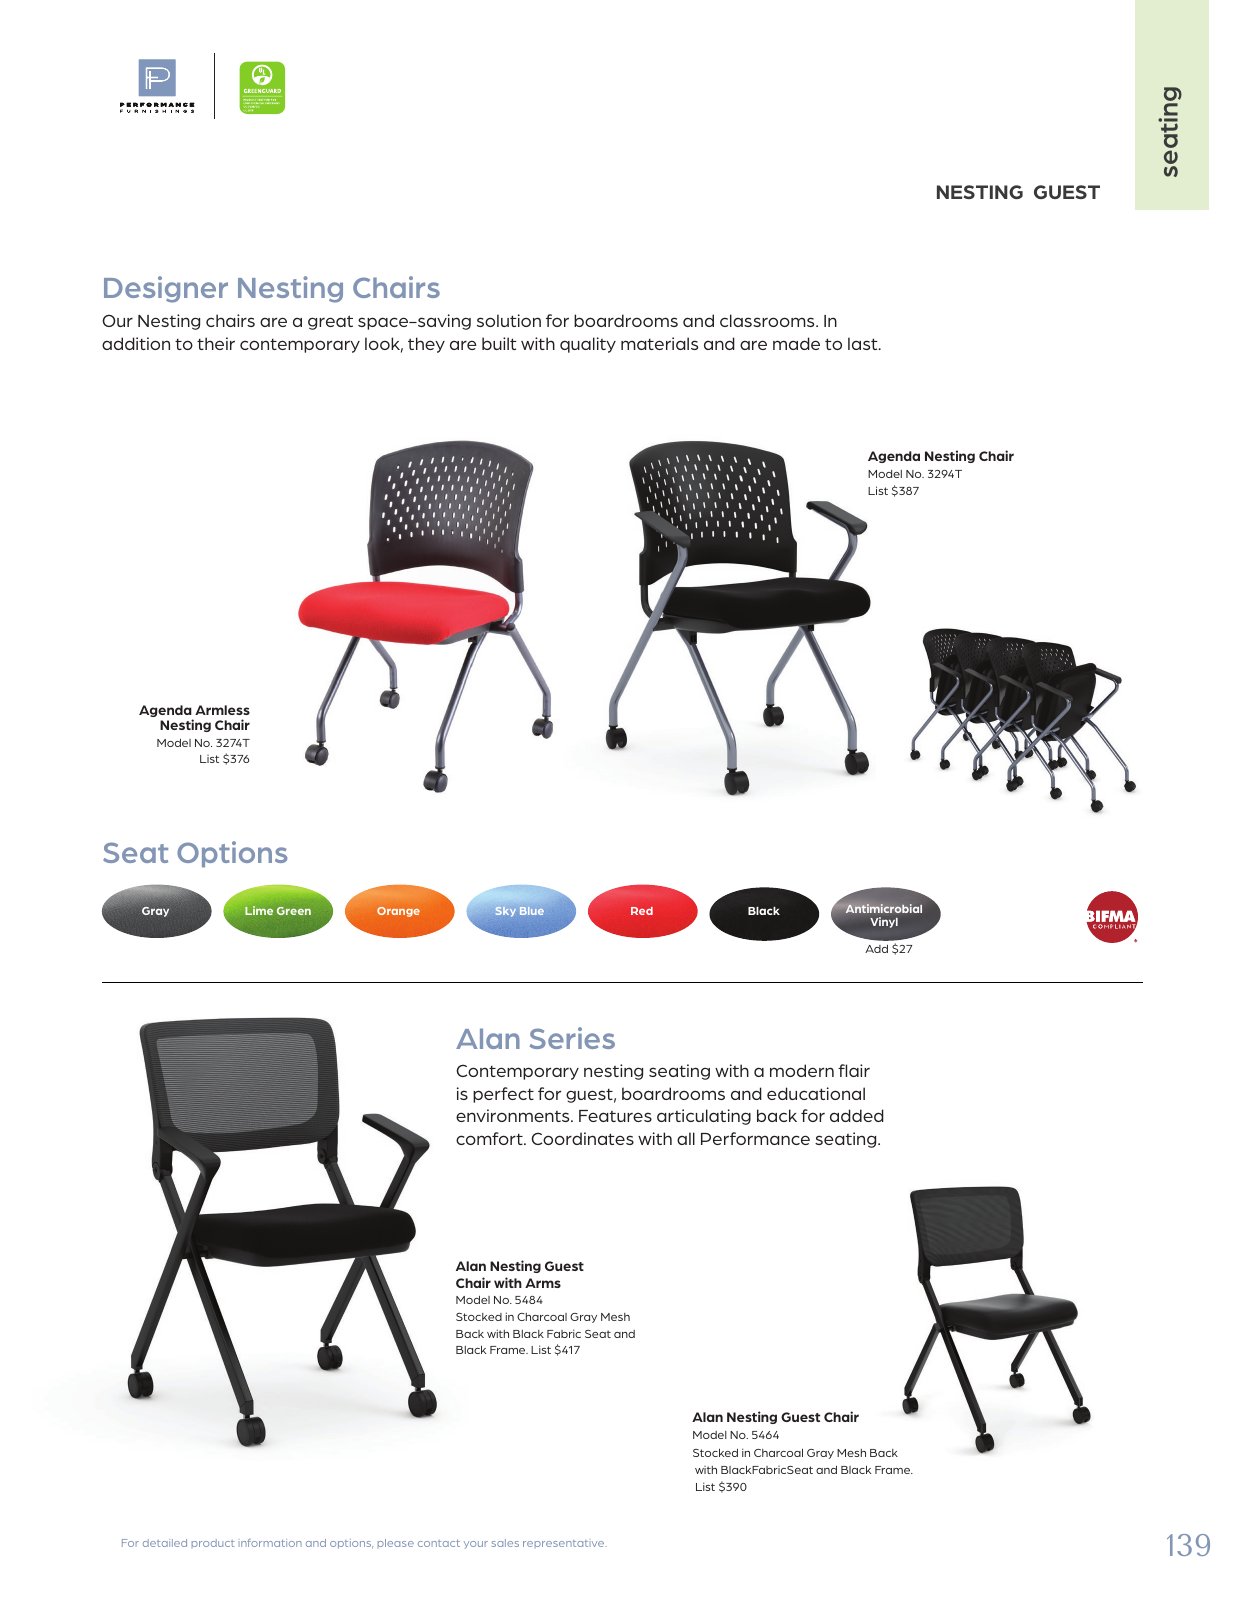 PERFORMANCE
FURNISHINGS
UL
GREENGUARD
seating
NESTING GUEST
Designer Nesting Chairs
Our Nesting chairs are a great space-saving solution for boardrooms and classrooms. In
addition to their contemporary look, they are built with quality materials and are made to last.
Agenda Nesting Chair
Model No. 3294T
List $387
Agenda Armless
Nesting Chair
Model No. 3274T
List $376
Seat Options
Gray
Lime Green
Orange
Sky Blue
Red
Black
Antimicrobial
Vinyl
Add $27
BIFMA
COMPLIANT
Alan Series
Contemporary nesting seating with a modern flair
is perfect for guest, boardrooms and educational
environments. Features articulating back for added
comfort. Coordinates with all Performance seating.
Alan Nesting Guest
Chair with Arms
Model No. 5484
Stocked in Charcoal Gray Mesh
Back with Black Fabric Seat and
Black Frame. List $417
Alan Nesting Guest Chair
Model No. 5464
Stocked in Charcoal Gray Mesh Back
with BlackFabricSeat and Black Frame.
List $390
For detailed product information and options, please contact your sales representative.
139